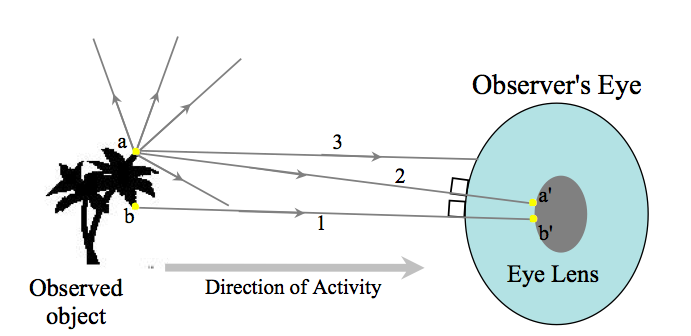 Observer's Eye
a
3
2
a'
b
1
b'
Eye Lens
Observed
object
Direction of Activity